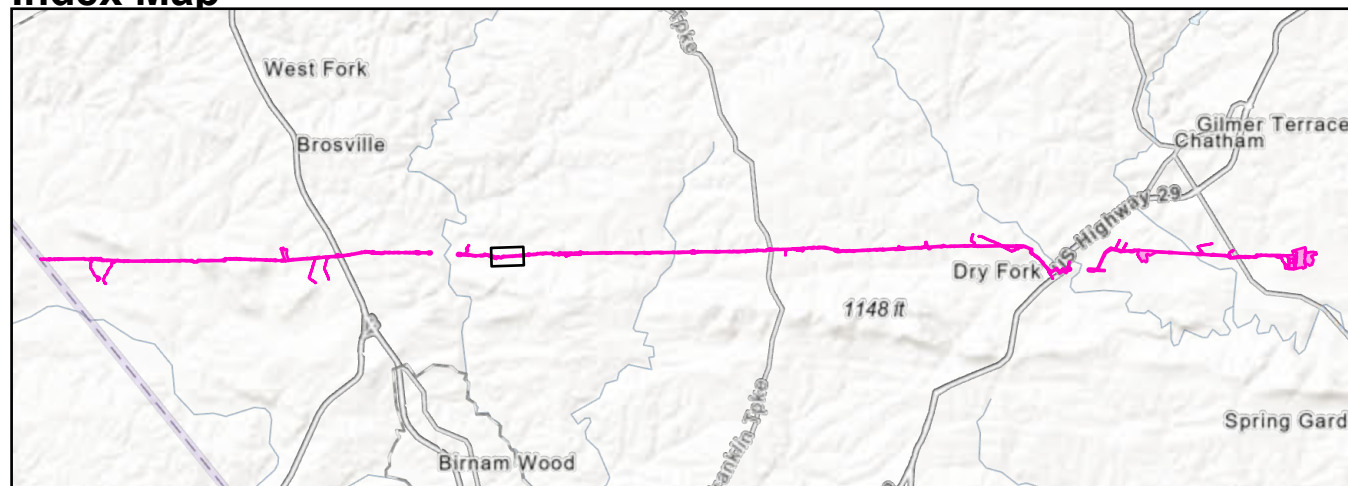 Index Map
West Fork
Brosville
Gilmer Terrace
Chatham
US Highway 29
Dry Fork
1148 ft
Spring Gard
Birnam Wood
anklin Tpke